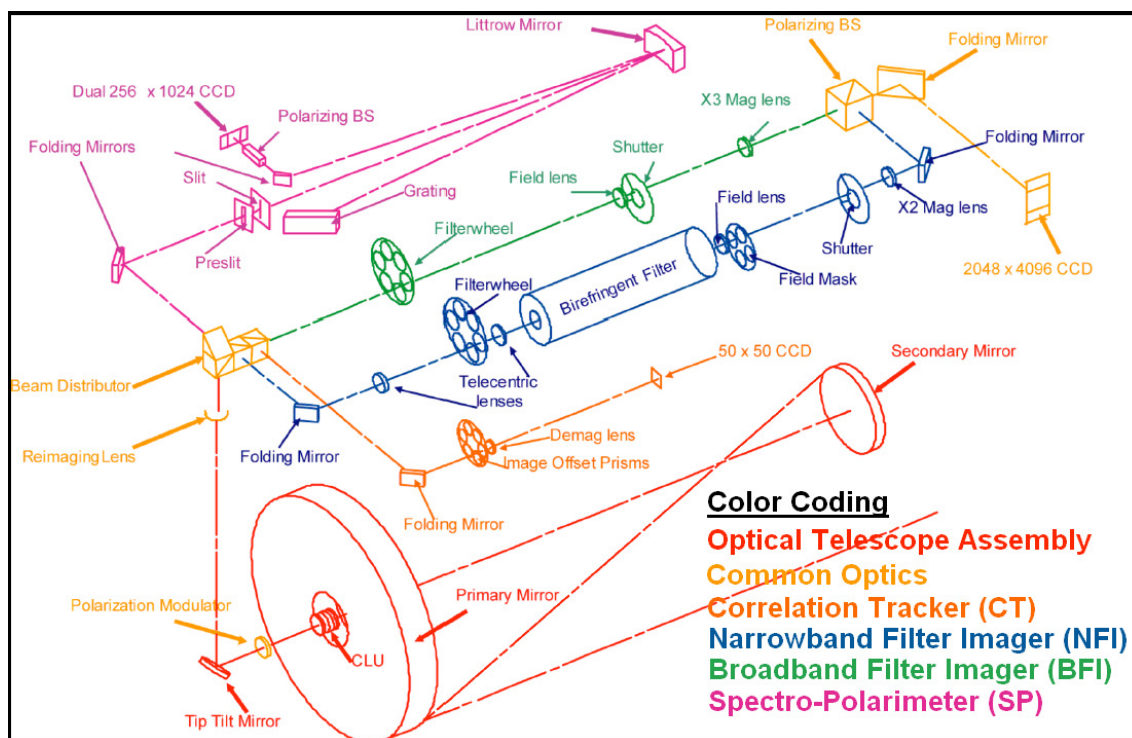 Littrow Mirror
Polarizing BS
Folding Mirror
Dual 256 x 1024 CCD
Polarizing BS
X3 Mag lens
Folding Mirrors
Shutter
Folding Mirror
Slit
Grating
Field lens
Field lens
X2 Mag lens
Preslit
Filterwheel
Shutter
2048 x 4096 CCD
Field Mask
Filterwheel
Birefringent Filter
50 x 50 CCD
Secondary Mirror
Beam Distributor
Telecentric
lenses
Reimaging Lens
Folding Mirror
Demag lens
Image Offset Prisms
Folding Mirror
Polarization Modulator
Primary Mirror
CLU
Tip Tilt Mirror
Color Coding
Optical Telescope Assembly
Common Optics
Correlation Tracker (CT)
Narrowband Filter Imager (NFI)
Broadband Filter Imager (BFI)
Spectro-Polarimeter (SP)